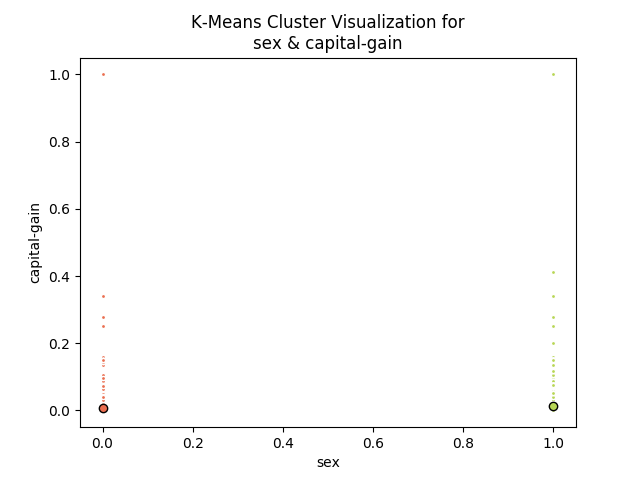 K-Means Cluster Visualization for
sex & capital-gain
1.0
0.8
0.6
0.4
0.2
0.0
capital-gain
0.0 0.2 0.4 0.6 0.8 1.0
sex